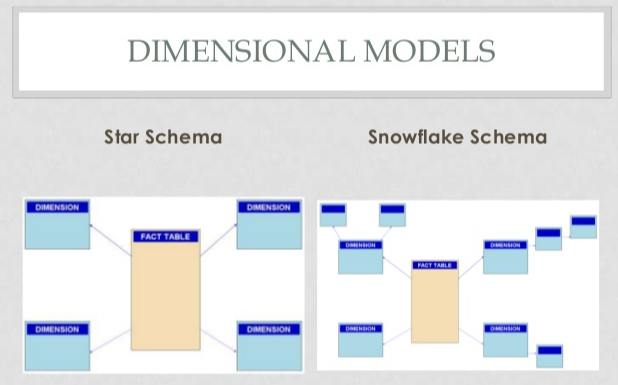 DIMENSIONAL MODELS
Star Schema
Snowflake Schema
DIMENSION
DIMENSION
FACT TABLE
DIMENSION
DIMENSION
DIMENSION
DIMENSION
FACT TABLE
DIMENSION
DIMENSION